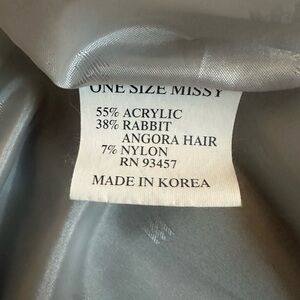 ONE SIZE MISSY
55% ACRYLIC
38% RABBIT
ANGORA HAIR
7% NYLON
RN 93457
MADE IN KOREA